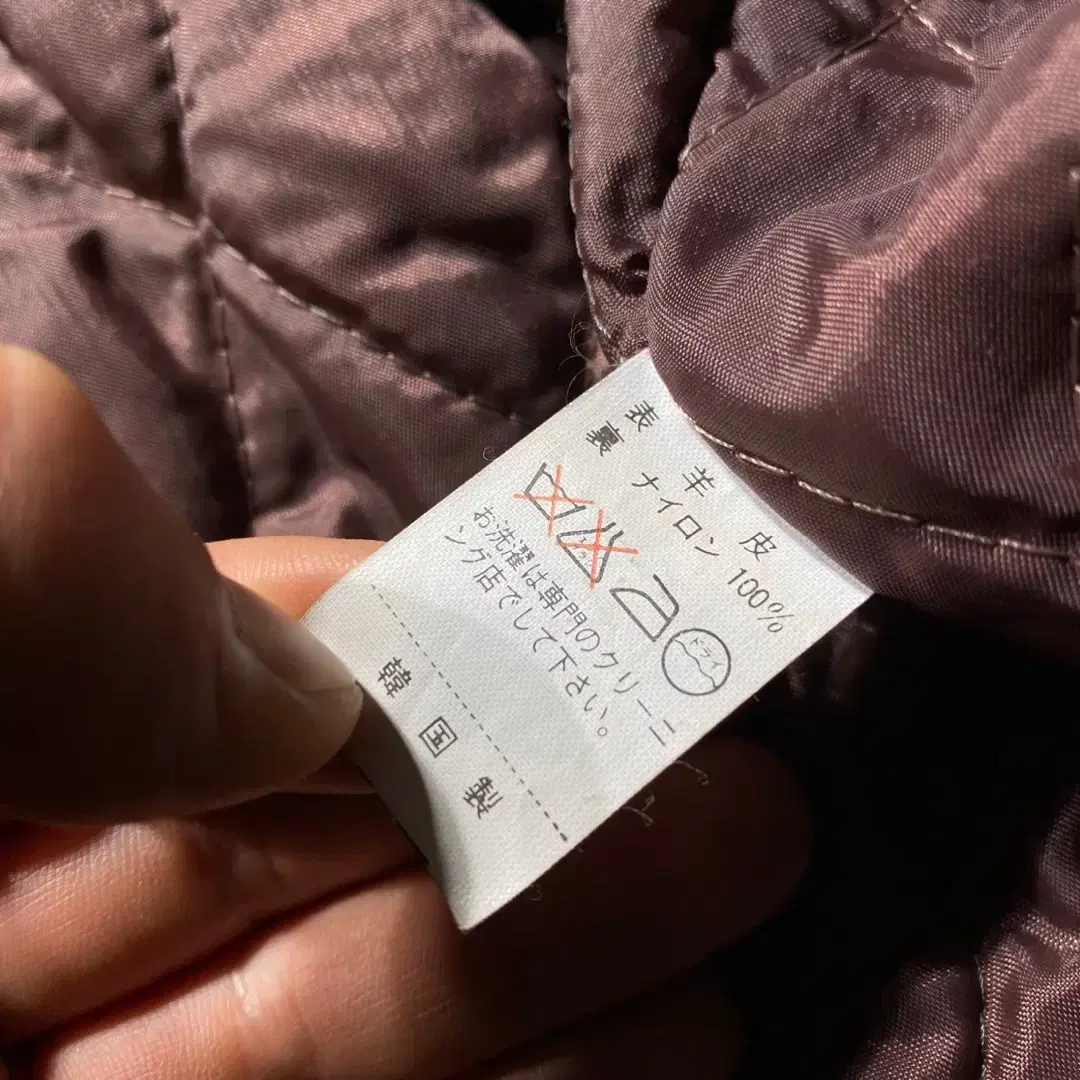 表 羊皮
裏 ナイロン 100%
ドライ
お洗濯は専門のクリーニ
ング店でして下さい。
韓国製